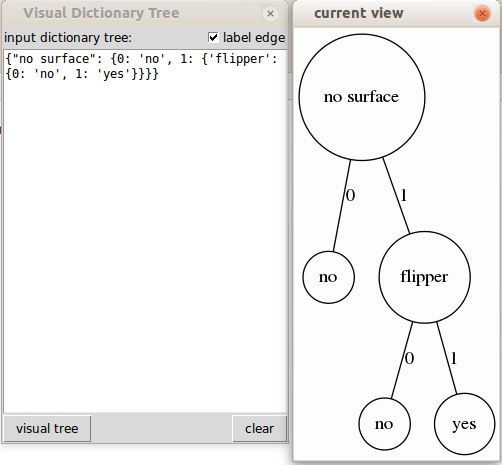 Visual Dictionary Tree
input dictionary tree:
label edge
{"no surface": {0: 'no', 1: {'flipper':
{0: 'no', 1: 'yes'}}}}
visual tree
clear
current view
no surface
0
1
no
flipper
0
1
no
yes